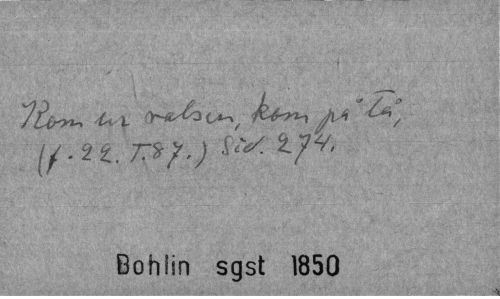 Kom ur valsen, kom på tå,
(f. 22. T. 87.) Sid. 274.
Bohlin sgst 1850